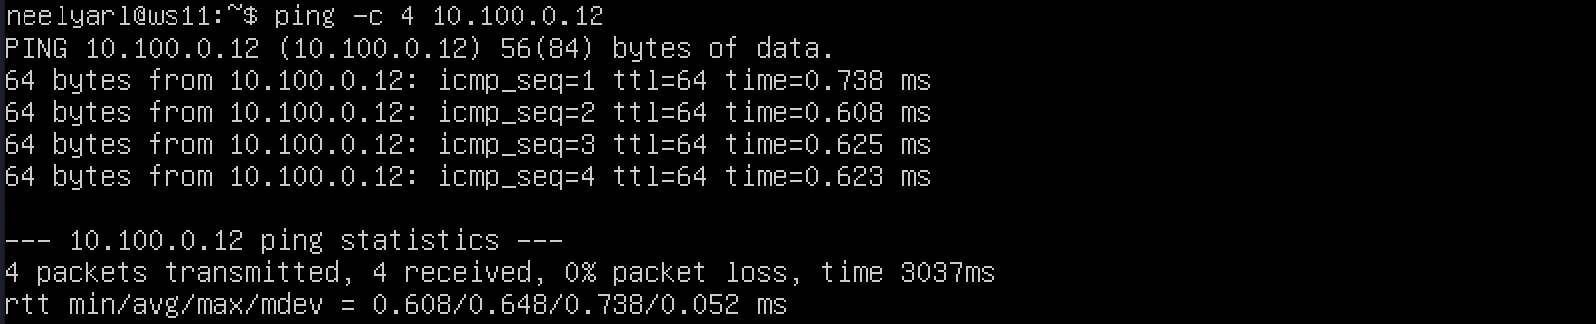 neelyarl@ws11:~$ ping -c 4 10.100.0.12
PING 10.100.0.12 (10.100.0.12) 56(84) bytes of data.
64 bytes from 10.100.0.12: icmp_seq=1 ttl=64 time=0.738 ms
64 bytes from 10.100.0.12: icmp_seq=2 ttl=64 time=0.608 ms
64 bytes from 10.100.0.12: icmp_seq=3 ttl=64 time=0.625 ms
64 bytes from 10.100.0.12: icmp_seq=4 ttl=64 time=0.623 ms
--- 10.100.0.12 ping statistics ---
4 packets transmitted, 4 received, 0% packet loss, time 3037ms
rtt min/avg/max/mdev = 0.608/0.648/0.738/0.052 ms